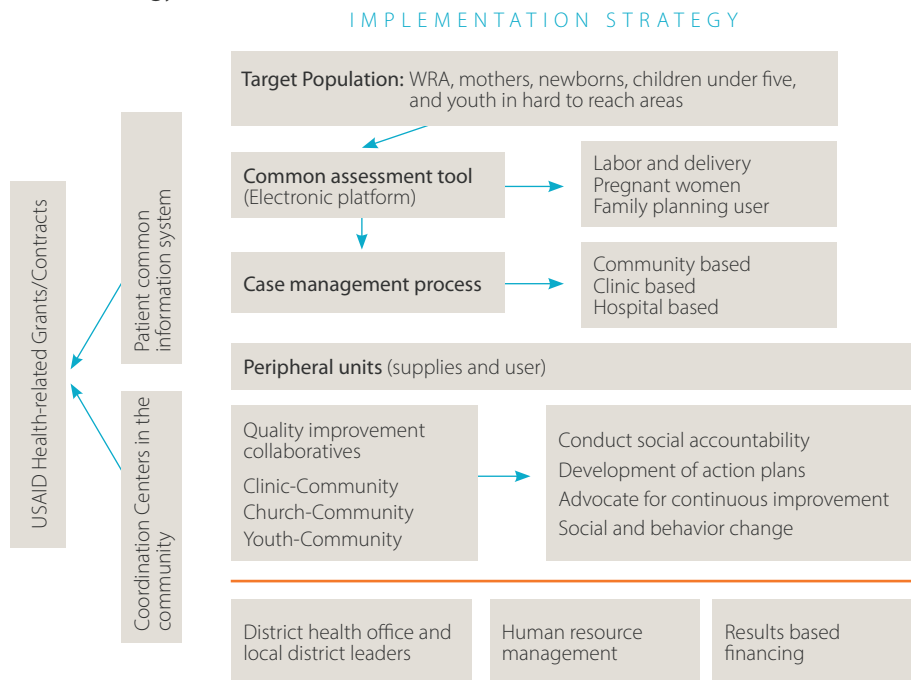 IMPLEMENTATION STRATEGY
Target Population: WRA, mothers, newborns, children under five,
and youth in hard to reach areas
Common assessment tool
(Electronic platform)
Labor and delivery
Pregnant women
Family planning user
Case management process
Community based
Clinic based
Hospital based
Peripheral units (supplies and user)
Quality improvement
collaboratives
Clinic-Community
Church-Community
Youth-Community
Conduct social accountability
Development of action plans
Advocate for continuous improvement
Social and behavior change
District health office and
local district leaders
Human resource
management
Results based
financing
USAID Health-related Grants/Contracts
Patient common
information system
Coordination Centers in the
community